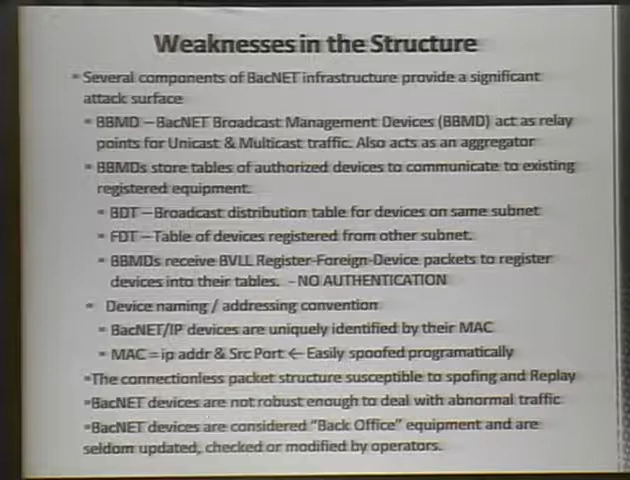 Weaknesses in the Structure
Several components of BacNET infrastructure provide a significant
attack surface
BBMD – BacNET Broadcast Management Devices (BBMD) act as relay
points for Unicast & Multicast traffic. Also acts as an aggregator
BBMDs store tables of authorized devices to communicate to existing
registered equipment.
BDT – Broadcast distribution table for devices on same subnet
FDT – Table of devices registered from other subnet.
BBMDs receive BVLL Register-Foreign-Device packets to register
devices into their tables. - NO AUTHENTICATION
Device naming / addressing convention
BacNET/IP devices are uniquely identified by their MAC
MAC = ip addr & Src Port ← Easily spoofed programatically
The connectionless packet structure susceptible to spofing and Replay
BacNET devices are not robust enough to deal with abnormal traffic
BacNET devices are considered “Back Office” equipment and are
seldom updated, checked or modified by operators.